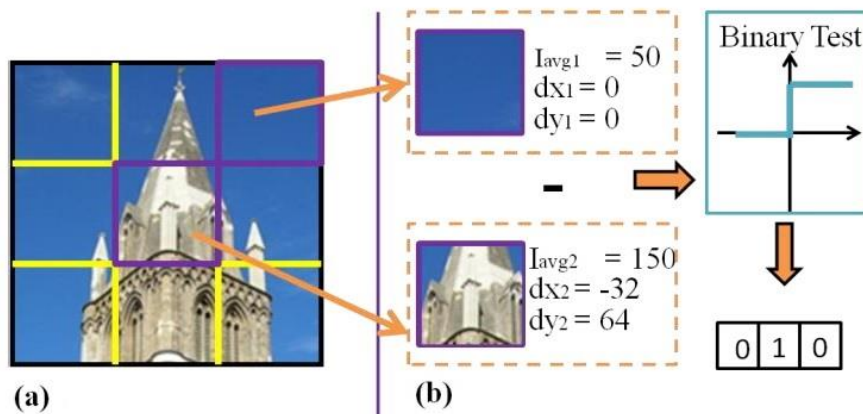 Iavg1 = 50
dx1 = 0
dy1 = 0
-
Iavg2 = 150
dx2 = -32
dy2 = 64
Binary Test
0 1 0
(a)
(b)